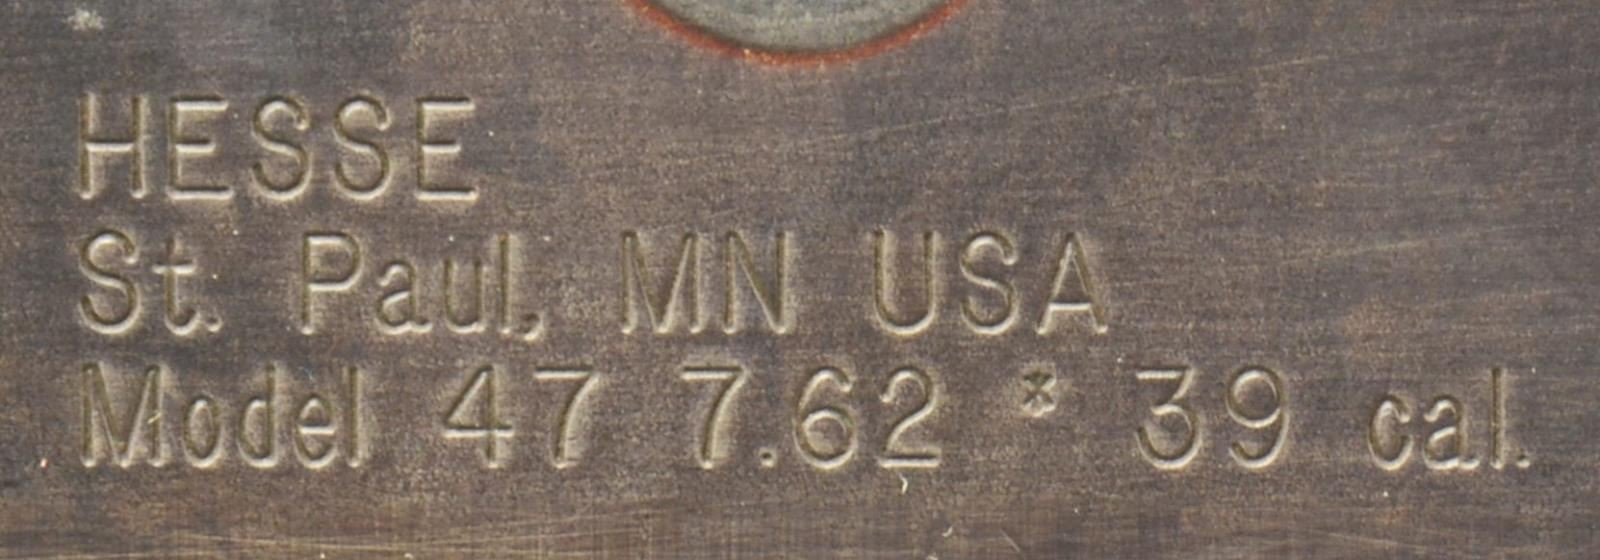 HESSE
St. Paul, MN USA
Model 47 7.62 * 39 cal.